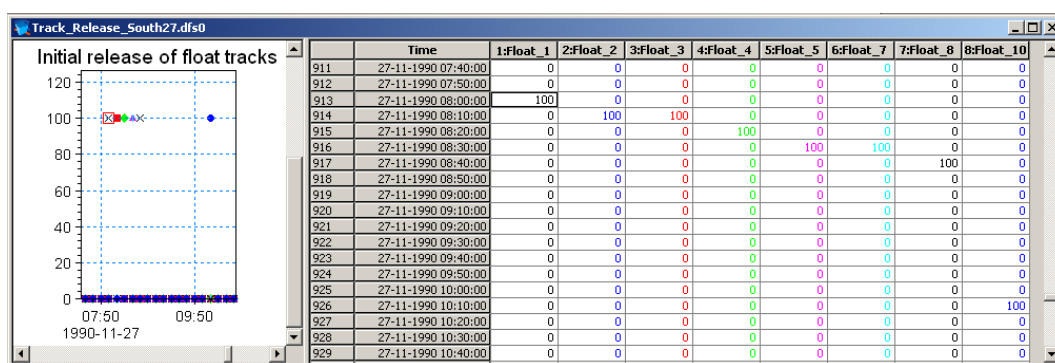 Track_Release_South27.dfs0
Initial release of float tracks
120
100
80
60
40
20
0
07:50 09:50
1990-11-27
Time 1:Float_1 2:Float_2 3:Float_3 4:Float_4 5:Float_5 6:Float_7 7:Float_8 8:Float_10
911 27-11-1990 07:40:00 0 0 0 0 0 0 0 0
912 27-11-1990 07:50:00 0 0 0 0 0 0 0 0
913 27-11-1990 08:00:00 100 0 0 0 0 0 0 0
914 27-11-1990 08:10:00 0 100 100 0 0 0 0 0
915 27-11-1990 08:20:00 0 0 0 100 0 0 0 0
916 27-11-1990 08:30:00 0 0 0 0 100 100 0 0
917 27-11-1990 08:40:00 0 0 0 0 0 0 100 0
918 27-11-1990 08:50:00 0 0 0 0 0 0 0 0
919 27-11-1990 09:00:00 0 0 0 0 0 0 0 0
920 27-11-1990 09:10:00 0 0 0 0 0 0 0 0
921 27-11-1990 09:20:00 0 0 0 0 0 0 0 0
922 27-11-1990 09:30:00 0 0 0 0 0 0 0 0
923 27-11-1990 09:40:00 0 0 0 0 0 0 0 0
924 27-11-1990 09:50:00 0 0 0 0 0 0 0 0
925 27-11-1990 10:00:00 0 0 0 0 0 0 0 0
926 27-11-1990 10:10:00 0 0 0 0 0 0 0 100
927 27-11-1990 10:20:00 0 0 0 0 0 0 0 0
928 27-11-1990 10:30:00 0 0 0 0 0 0 0 0
929 27-11-1990 10:40:00 0 0 0 0 0 0 0 0